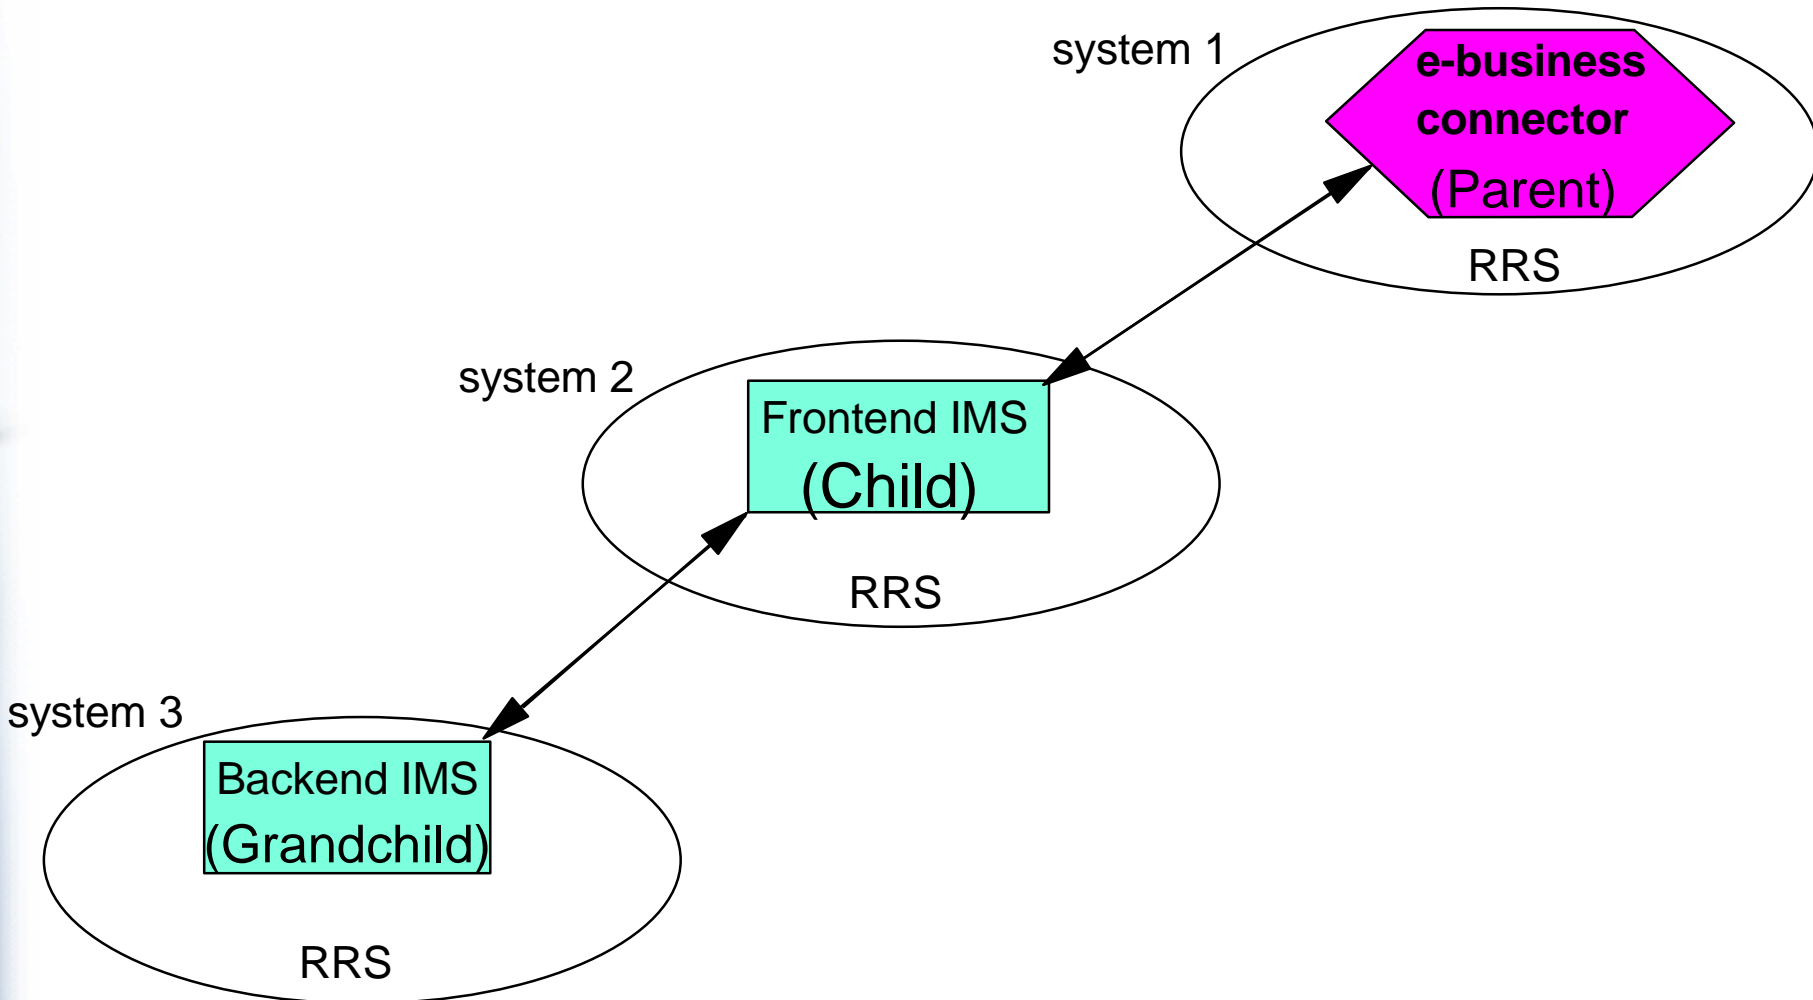 system 1
e-business
connector
(Parent)
RRS
system 2
Frontend IMS
(Child)
RRS
system 3
Backend IMS
(Grandchild)
RRS